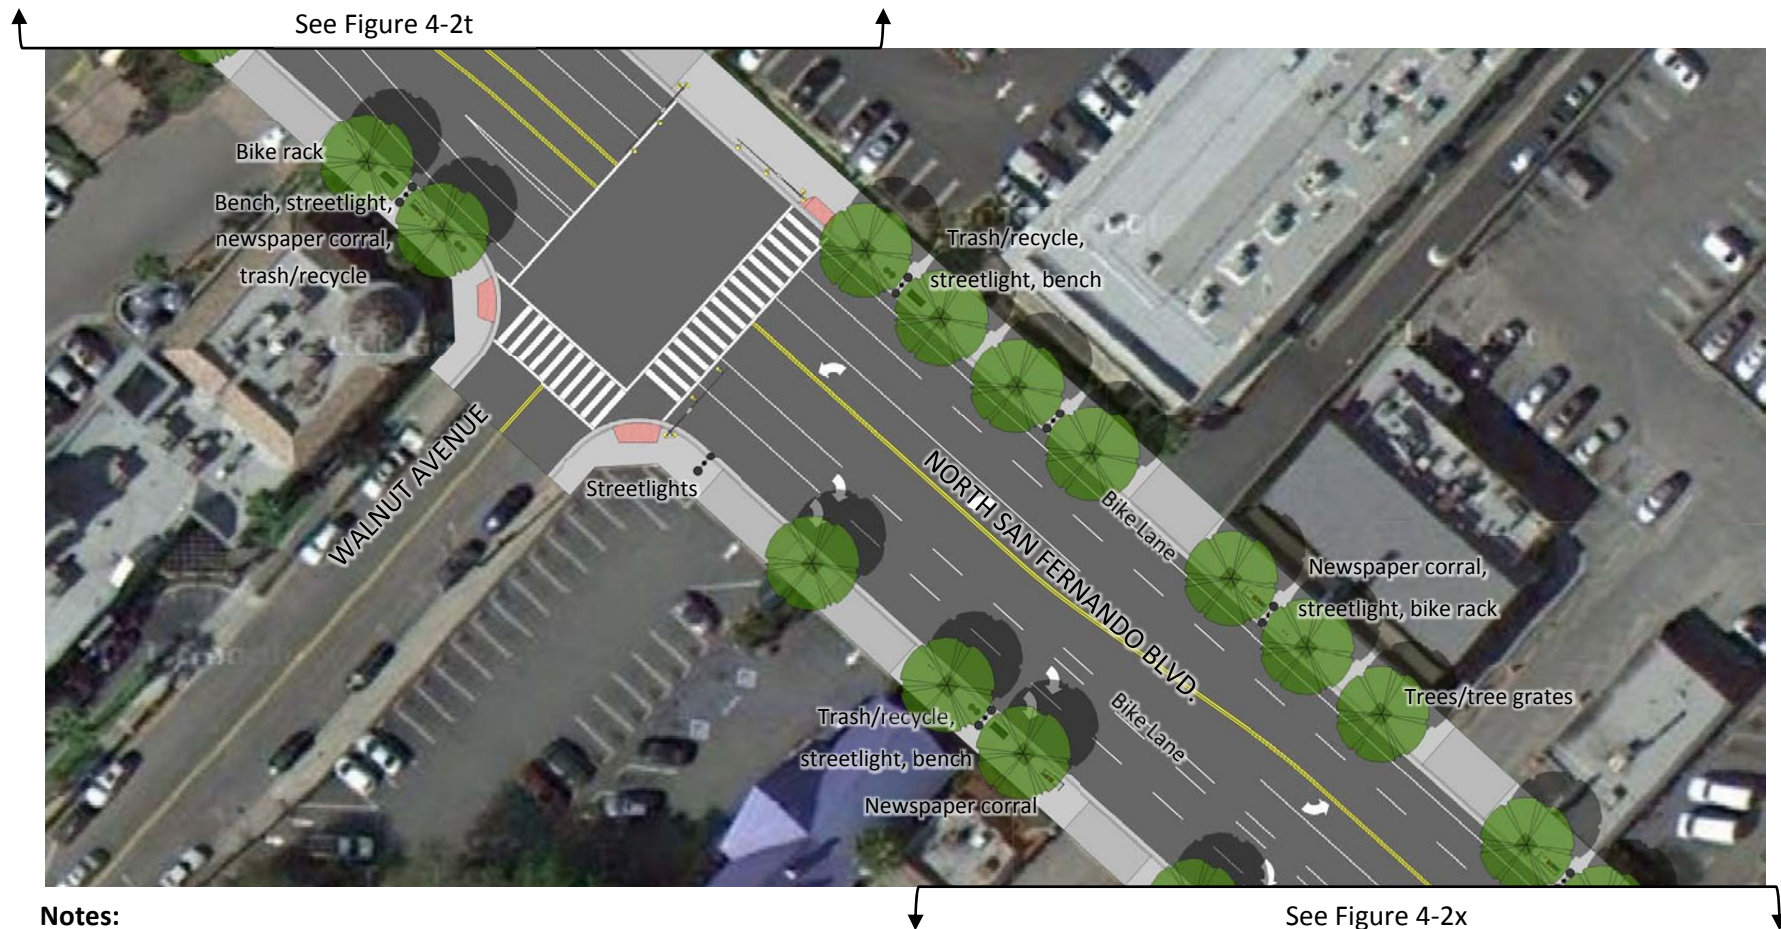 See Figure 4-2t
Bike rack
Bench, streetlight,
newspaper corral,
trash/recycle
Trash/recycle,
streetlight, bench
WALNUT AVENUE
Streetlights
NORTH SAN FERNANDO BLVD.
Bike Lane
Newspaper corral,
streetlight, bike rack
Trees/tree grates
Bike Lane
Trash/recycle,
streetlight, bench
Newspaper corral
Notes:
See Figure 4-2x